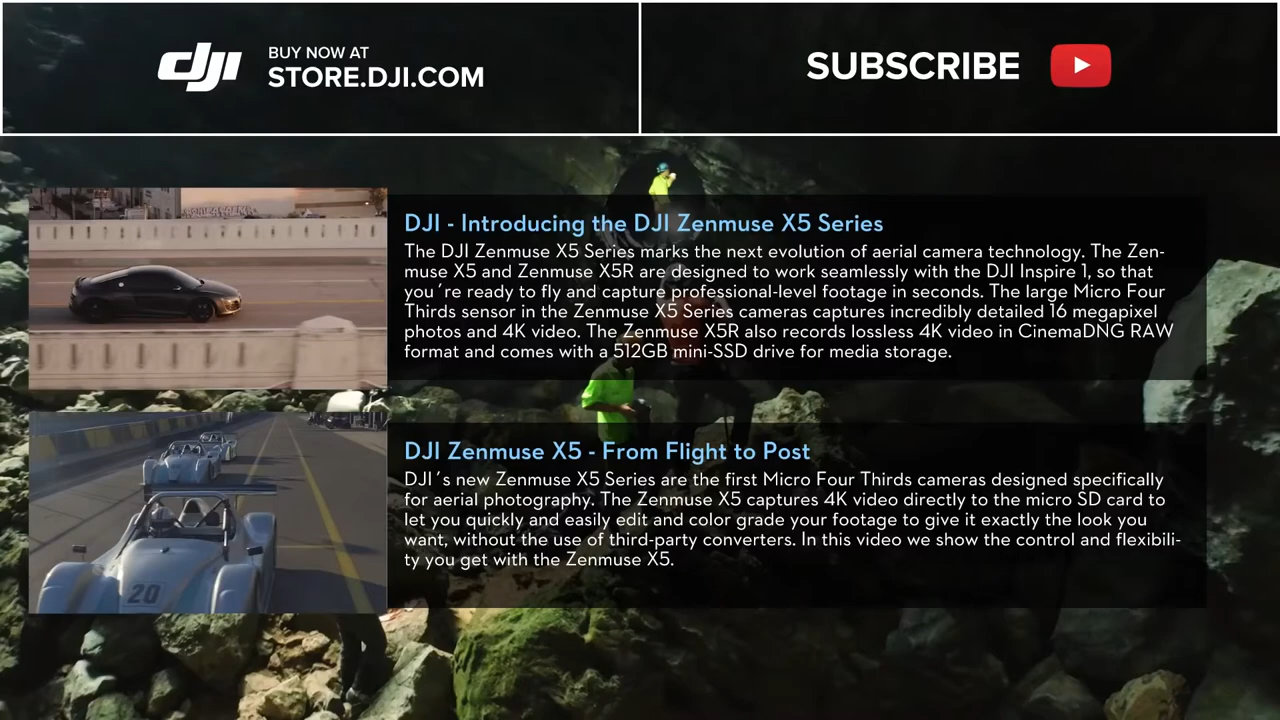 dji
BUY NOW AT
STORE.DJI.COM
SUBSCRIBE
DJI - Introducing the DJI Zenmuse X5 Series
The DJI Zenmuse X5 Series marks the next evolution of aerial camera technology. The Zen-
muse X5 and Zenmuse X5R are designed to work seamlessly with the DJI Inspire 1, so that
you´re ready to fly and capture professional-level footage in seconds. The large Micro Four
Thirds sensor in the Zenmuse X5 Series cameras captures incredibly detailed 16 megapixel
photos and 4K video. The Zenmuse X5R also records lossless 4K video in CinemaDNG RAW
format and comes with a 512GB mini-SSD drive for media storage.
DJI Zenmuse X5 - From Flight to Post
DJI´s new Zenmuse X5 Series are the first Micro Four Thirds cameras designed specifically
for aerial photography. The Zenmuse X5 captures 4K video directly to the micro SD card to
let you quickly and easily edit and color grade your footage to give it exactly the look you
want, without the use of third-party converters. In this video we show the control and flexibili-
ty you get with the Zenmuse X5.
20